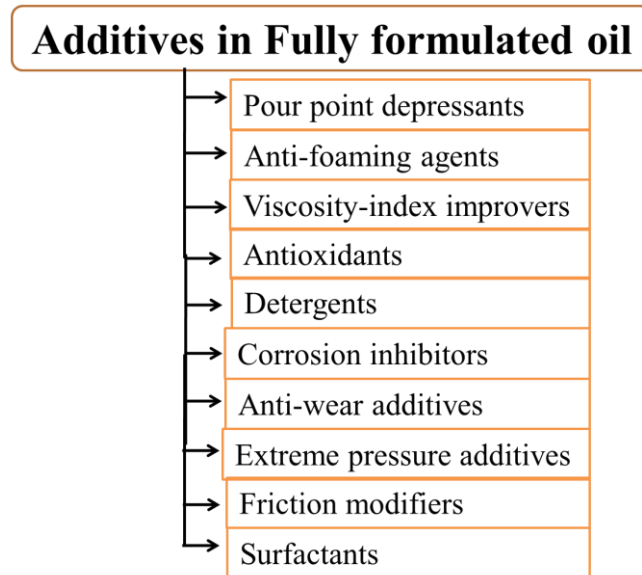 Additives in Fully formulated oil
Pour point depressants
Anti-foaming agents
Viscosity-index improvers
Antioxidants
Detergents
Corrosion inhibitors
Anti-wear additives
Extreme pressure additives
Friction modifiers
Surfactants